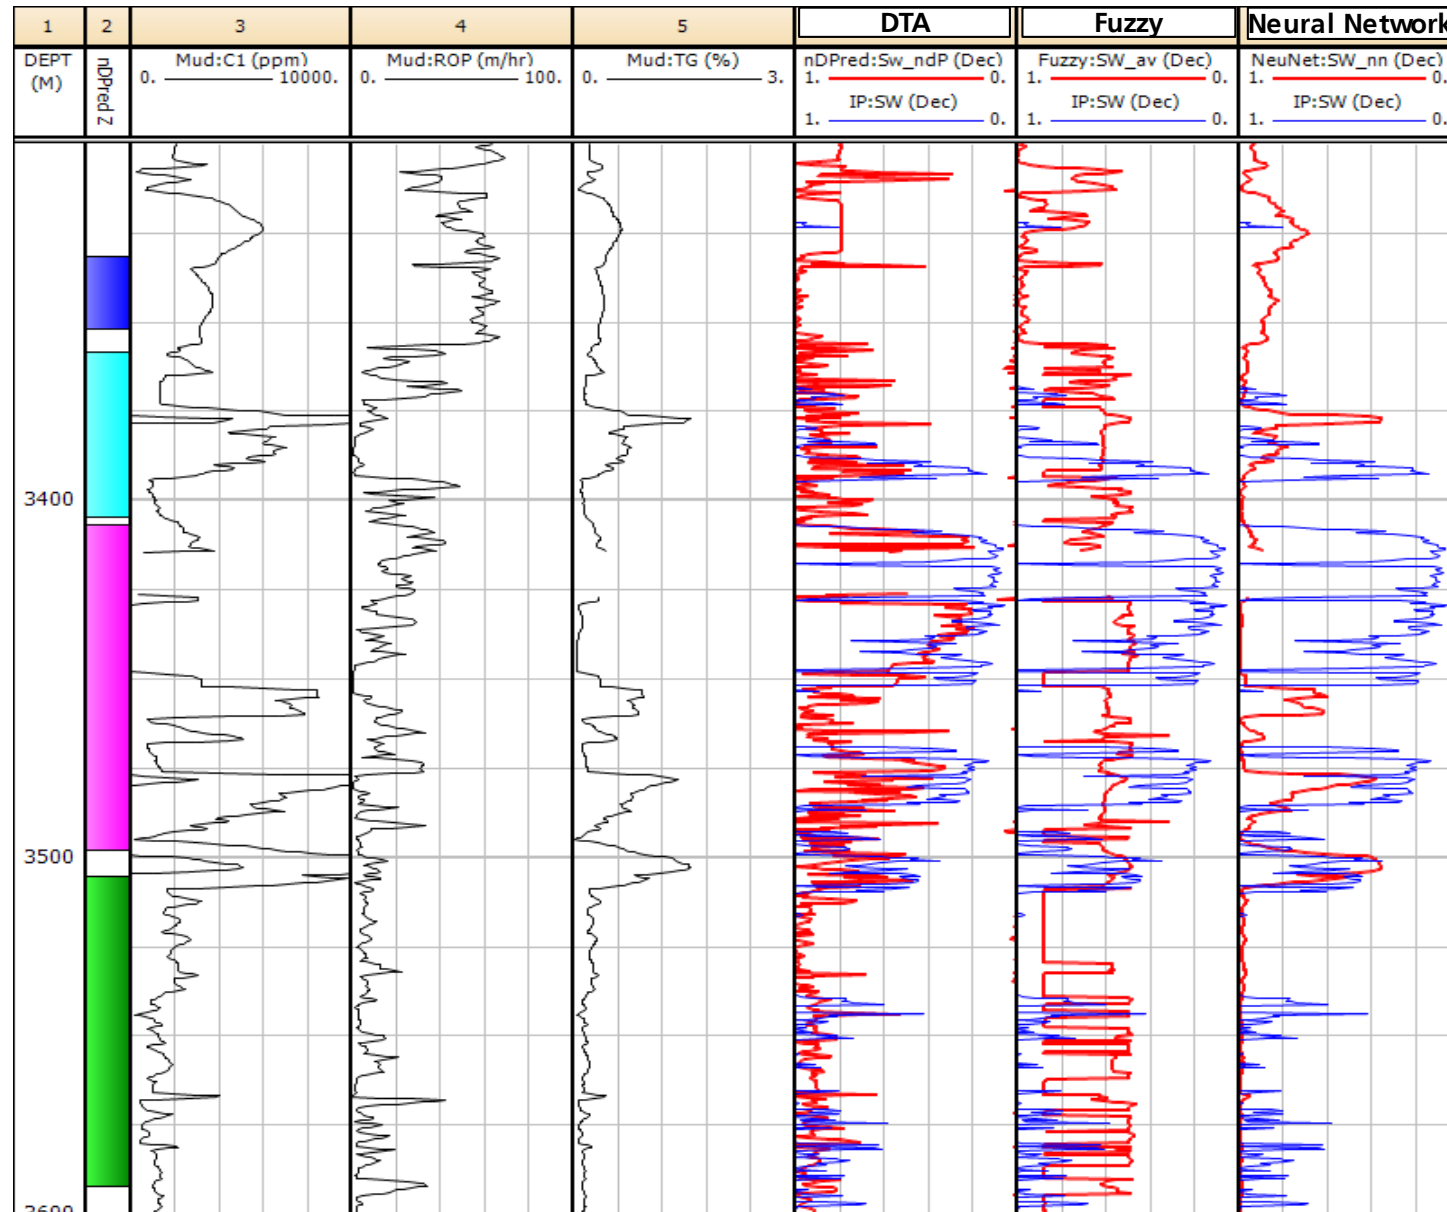 1 2 3 4 5 DTA Fuzzy Neural Network
DEPT (M)
nDPred Z
Mud:C1 (ppm)
0. 10000.
Mud:ROP (m/hr)
0. 100.
Mud:TG (%)
0. 3.
nDPred:Sw_ndP (Dec)
1. 0.
IP:SW (Dec)
1. 0.
Fuzzy:SW_av (Dec)
1. 0.
IP:SW (Dec)
1. 0.
NeuNet:SW_nn (Dec)
1. 0.
IP:SW (Dec)
1. 0.
3400
3500
3600